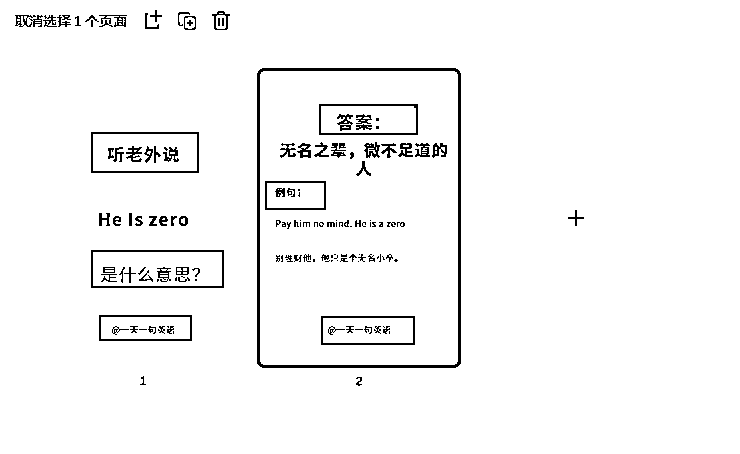 取消选择 1 个页面
听老外说
He Is zero
是什么意思？
@一天一句英语
1
答案：
无名之辈，微不足道的
人
例句：
Pay him no mind. He is a zero
别理财他，他只是个无名小卒。
@一天一句英语
2